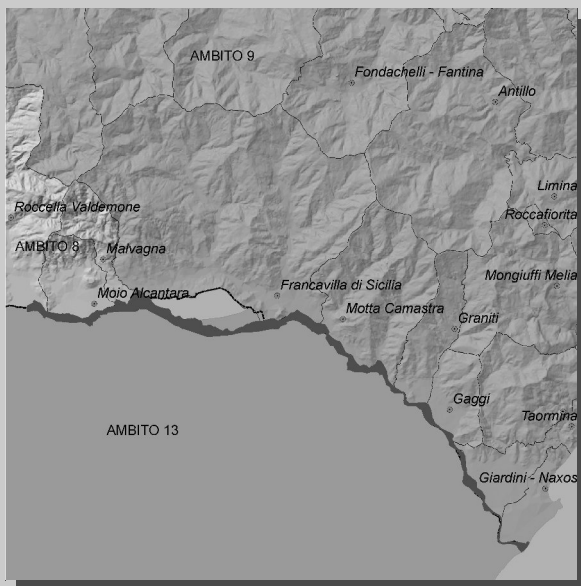 AMBITO 9
Fondachelli - Fantina
Antillo
Limina
Roccella Valdemone
Roccafiorita
AMBITO 8
Malvagna
Mongiuffi Melia
Francavilla di Sicilia
Moio Alcantara
Motta Camastra
Graniti
Gaggi
Taormina
AMBITO 13
Giardini - Naxos